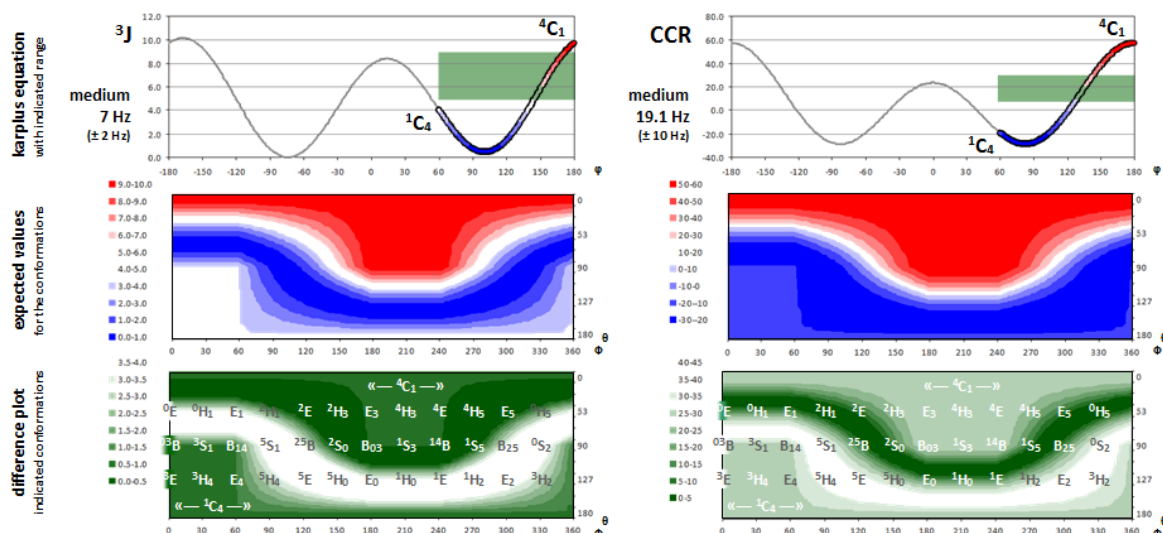 karplus equation
with indicated range
³J
⁴C₁
12.0
10.0
8.0
6.0
4.0
2.0
0.0
medium
7 Hz
(± 2 Hz)
¹C₄
-180 -150 -120 -90 -60 -30 0 30 60 90 120 150 180
φ
CCR
⁴C₁
80.0
60.0
40.0
20.0
0.0
-20.0
-40.0
medium
19.1 Hz
(± 10 Hz)
¹C₄
-180 -150 -120 -90 -60 -30 0 30 60 90 120 150 180
φ
expected values
for the conformations
9.0-10.0
8.0-9.0
7.0-8.0
6.0-7.0
5.0-6.0
4.0-5.0
3.0-4.0
2.0-3.0
1.0-2.0
0.0-1.0
0
53
90
127
180
θ
0 30 60 90 120 150 180 210 240 270 300 330 360
Φ
50-60
40-50
30-40
20-30
0-10
-10-0
-20--10
-30--20
0
53
90
127
180
θ
0 30 60 90 120 150 180 210 240 270 300 330 360
Φ
difference plot
indicated conformations
3.5-4.0
3.0-3.5
2.5-3.0
2.0-2.5
1.5-2.0
1.0-1.5
0.5-1.0
0.0-0.5
«— ⁴C₁ —»
⁰E ⁰H₁ E₁ ²H₁ ²E ²H₃ E₃ ⁴H₃ ⁴E ⁴H₅ E₅ ⁰H₅
⁰³B ³S₁ B₁₄ ⁵S₁ ²⁵B ²S₀ B₀₃ ¹S₃ ¹⁴B ¹S₅ B₂₅ ⁰S₂
³E ³H₄ E₄ ⁵H₄ ⁵E ⁵H₀ E₀ ¹H₀ ¹E ¹H₂ E₂ ³H₂
«— ¹C₄ —»
0
53
90
127
180
θ
0 30 60 90 120 150 180 210 240 270 300 330 360
Φ
40-45
35-40
30-35
25-30
20-25
15-20
10-15
5-10
0-5
«— ⁴C₁ —»
⁰E ⁰H₁ E₁ ²H₁ ²E ²H₃ E₃ ⁴H₃ ⁴E ⁴H₅ E₅ ⁰H₅
⁰³B ³S₁ B₁₄ ⁵S₁ ²⁵B ²S₀ B₀₃ ¹S₃ ¹⁴B ¹S₅ B₂₅ ⁰S₂
³E ³H₄ E₄ ⁵H₄ ⁵E ⁵H₀ E₀ ¹H₀ ¹E ¹H₂ E₂ ³H₂
«— ¹C₄ —»
0
53
90
127
180
θ
0 30 60 90 120 150 180 210 240 270 300 330 360
Φ